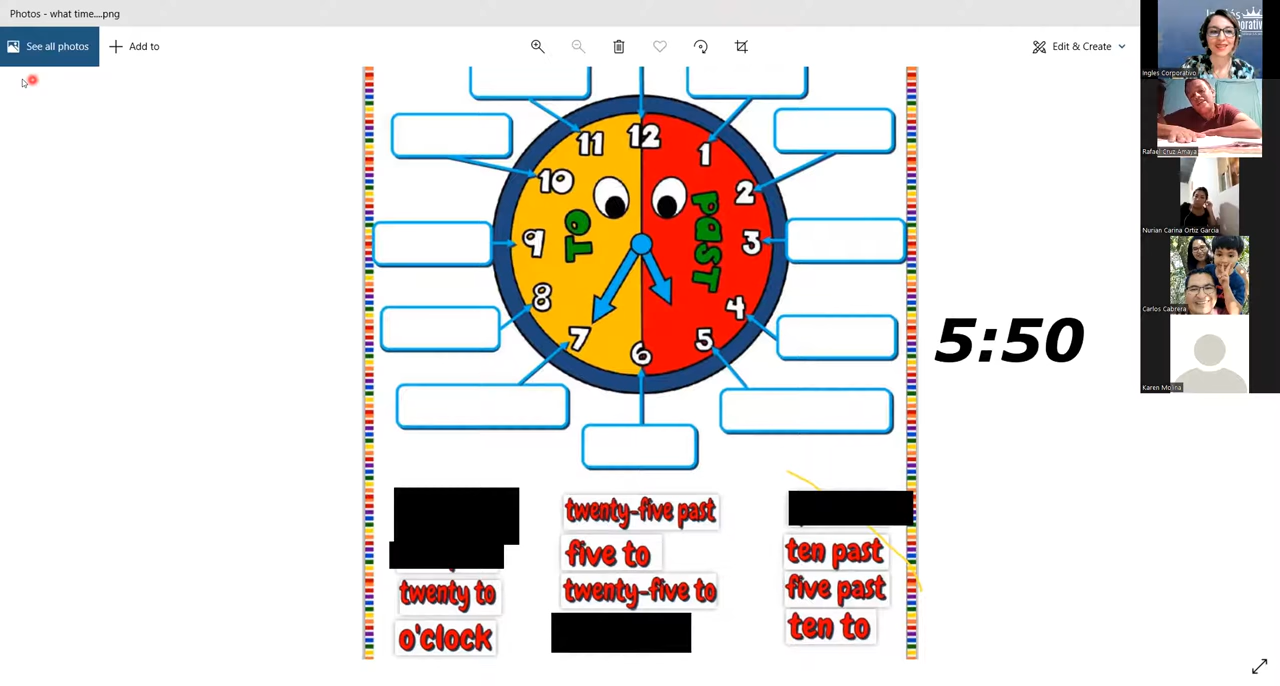 Photos - what time....png
See all photos
Add to
Edit & Create
Ingles Corporativo
Rafael Cruz Amaya
Nurian Carina Ortiz Garcia
Carlos Cabrera
Karen Molina
11 12 1
10 2
9 TO PAST 3
8 4
7 6 5
5:50
twenty-five past
five to
ten past
twenty to
twenty-five to
five past
o'clock
ten to